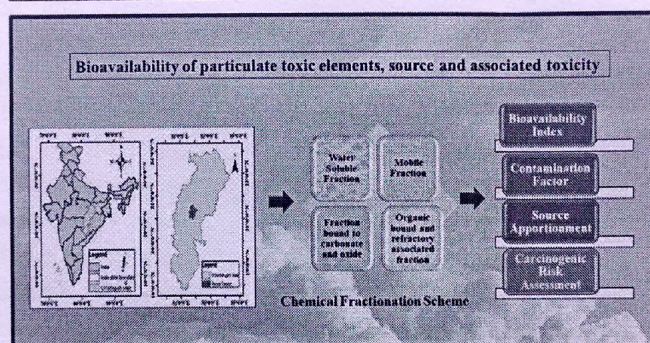 Bioavailability of particulate toxic elements, source and associated toxicity
Legend
Legend
Water
Soluble
Fraction
Mobile
Fraction
Fraction
bound to
carbonate
and oxide
Organic
bound and
refractory
associated
fraction
Chemical Fractionation Scheme
Bioavailability
Index
Contamination
Factor
Source
Apportionment
Carcinogenic
Risk
Assessment